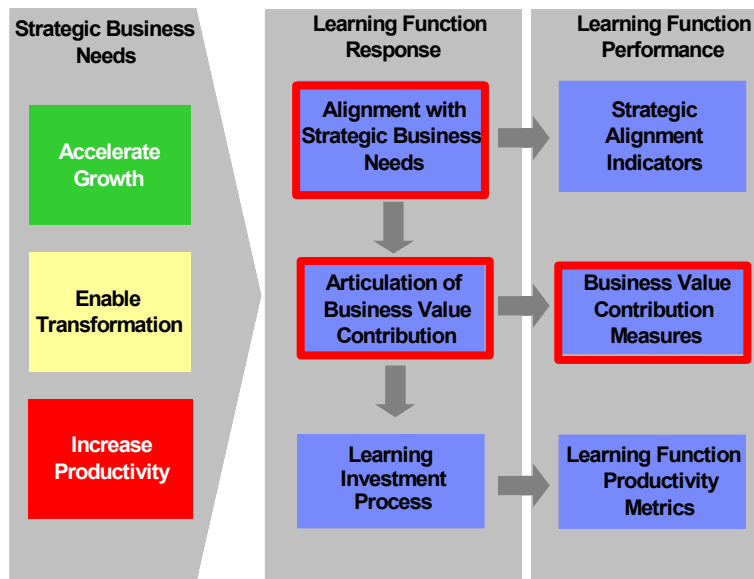 Strategic Business
Needs
Accelerate
Growth
Enable
Transformation
Increase
Productivity
Learning Function
Response
Alignment with
Strategic Business
Needs
Articulation of
Business Value
Contribution
Learning
Investment
Process
Learning Function
Performance
Strategic
Alignment
Indicators
Business Value
Contribution
Measures
Learning Function
Productivity
Metrics